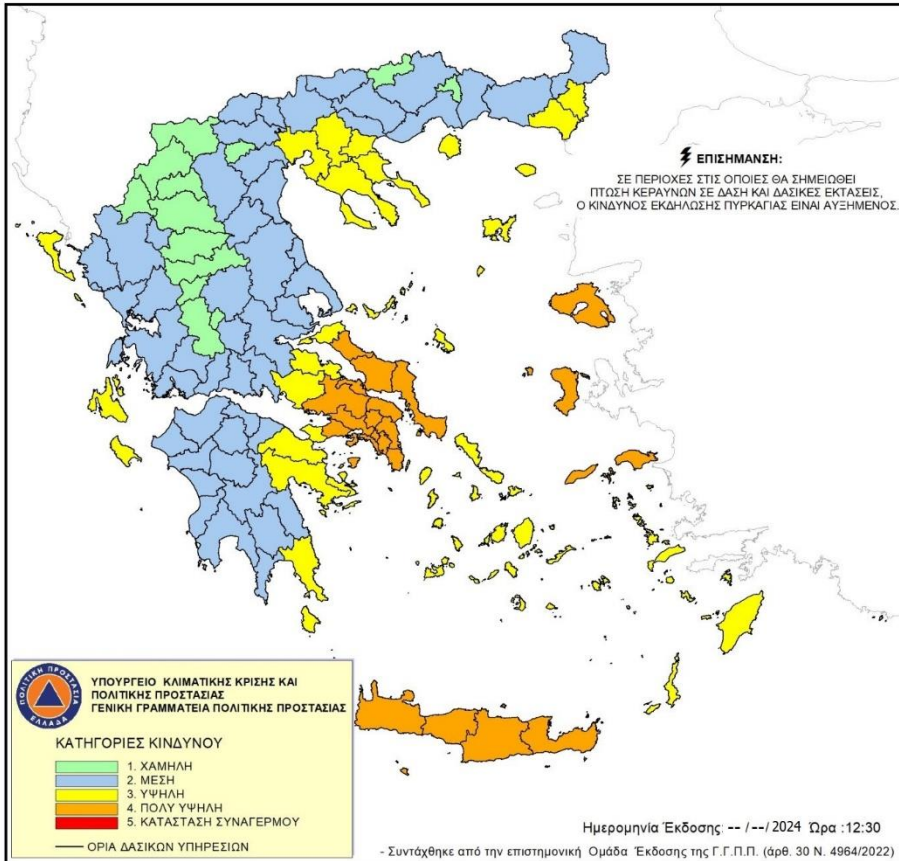 ΕΠΙΣΗΜΑΝΣΗ:
ΣΕ ΠΕΡΙΟΧΕΣ ΣΤΙΣ ΟΠΟΙΕΣ ΘΑ ΣΗΜΕΙΩΘΕΙ
ΠΤΩΣΗ ΚΕΡΑΥΝΩΝ ΣΕ ΔΑΣΗ ΚΑΙ ΔΑΣΙΚΕΣ ΕΚΤΑΣΕΙΣ,
Ο ΚΙΝΔΥΝΟΣ ΕΚΔΗΛΩΣΗΣ ΠΥΡΚΑΓΙΑΣ ΕΙΝΑΙ ΑΥΞΗΜΕΝΟΣ.
ΠΟΛΙΤΙΚΗ ΠΡΟΣΤΑΣΙΑ
ΕΛΛΑΔΑ
ΥΠΟΥΡΓΕΙΟ ΚΛΙΜΑΤΙΚΗΣ ΚΡΙΣΗΣ ΚΑΙ
ΠΟΛΙΤΙΚΗΣ ΠΡΟΣΤΑΣΙΑΣ
ΓΕΝΙΚΗ ΓΡΑΜΜΑΤΕΙΑ ΠΟΛΙΤΙΚΗΣ ΠΡΟΣΤΑΣΙΑΣ
ΚΑΤΗΓΟΡΙΕΣ ΚΙΝΔΥΝΟΥ
1. ΧΑΜΗΛΗ
2. ΜΕΣΗ
3. ΥΨΗΛΗ
4. ΠΟΛΥ ΥΨΗΛΗ
5. ΚΑΤΑΣΤΑΣΗ ΣΥΝΑΓΕΡΜΟΥ
ΟΡΙΑ ΔΑΣΙΚΩΝ ΥΠΗΡΕΣΙΩΝ
Ημερομηνία Έκδοσης: -- / --/ 2024 Ώρα :12:30
- Συντάχθηκε από την επιστημονική Ομάδα Έκδοσης της Γ.Γ.Π.Π. (άρθ. 30 Ν. 4964/2022)